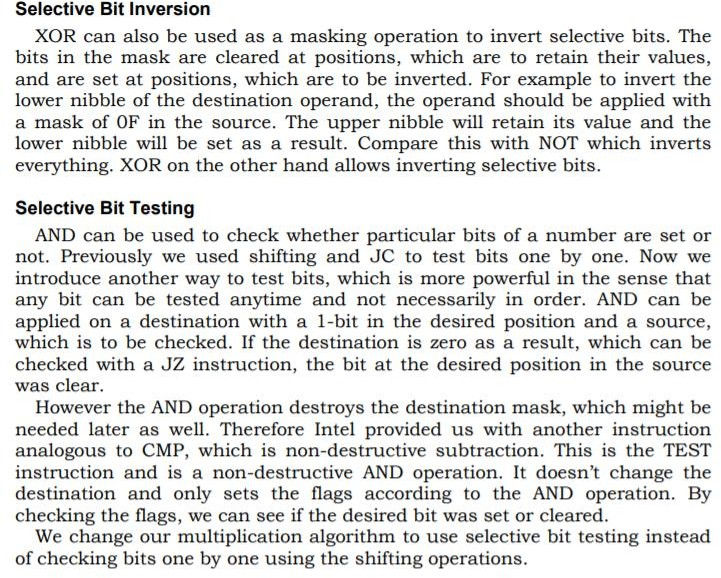 Selective Bit Inversion
XOR can also be used as a masking operation to invert selective bits. The
bits in the mask are cleared at positions, which are to retain their values,
and are set at positions, which are to be inverted. For example to invert the
lower nibble of the destination operand, the operand should be applied with
a mask of 0F in the source. The upper nibble will retain its value and the
lower nibble will be set as a result. Compare this with NOT which inverts
everything. XOR on the other hand allows inverting selective bits.
Selective Bit Testing
AND can be used to check whether particular bits of a number are set or
not. Previously we used shifting and JC to test bits one by one. Now we
introduce another way to test bits, which is more powerful in the sense that
any bit can be tested anytime and not necessarily in order. AND can be
applied on a destination with a 1-bit in the desired position and a source,
which is to be checked. If the destination is zero as a result, which can be
checked with a JZ instruction, the bit at the desired position in the source
was clear.
However the AND operation destroys the destination mask, which might be
needed later as well. Therefore Intel provided us with another instruction
analogous to CMP, which is non-destructive subtraction. This is the TEST
instruction and is a non-destructive AND operation. It doesn’t change the
destination and only sets the flags according to the AND operation. By
checking the flags, we can see if the desired bit was set or cleared.
We change our multiplication algorithm to use selective bit testing instead
of checking bits one by one using the shifting operations.